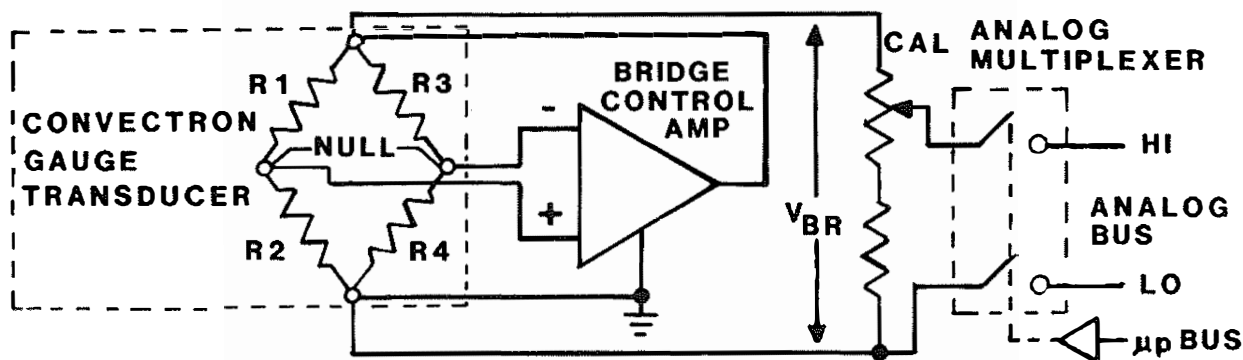 CONVECTRON
GAUGE
TRANSDUCER
R1
R3
NULL
R2
R4
BRIDGE
CONTROL
AMP
-
+
VBR
CAL
ANALOG
MULTIPLEXER
HI
ANALOG
BUS
LO
µp BUS